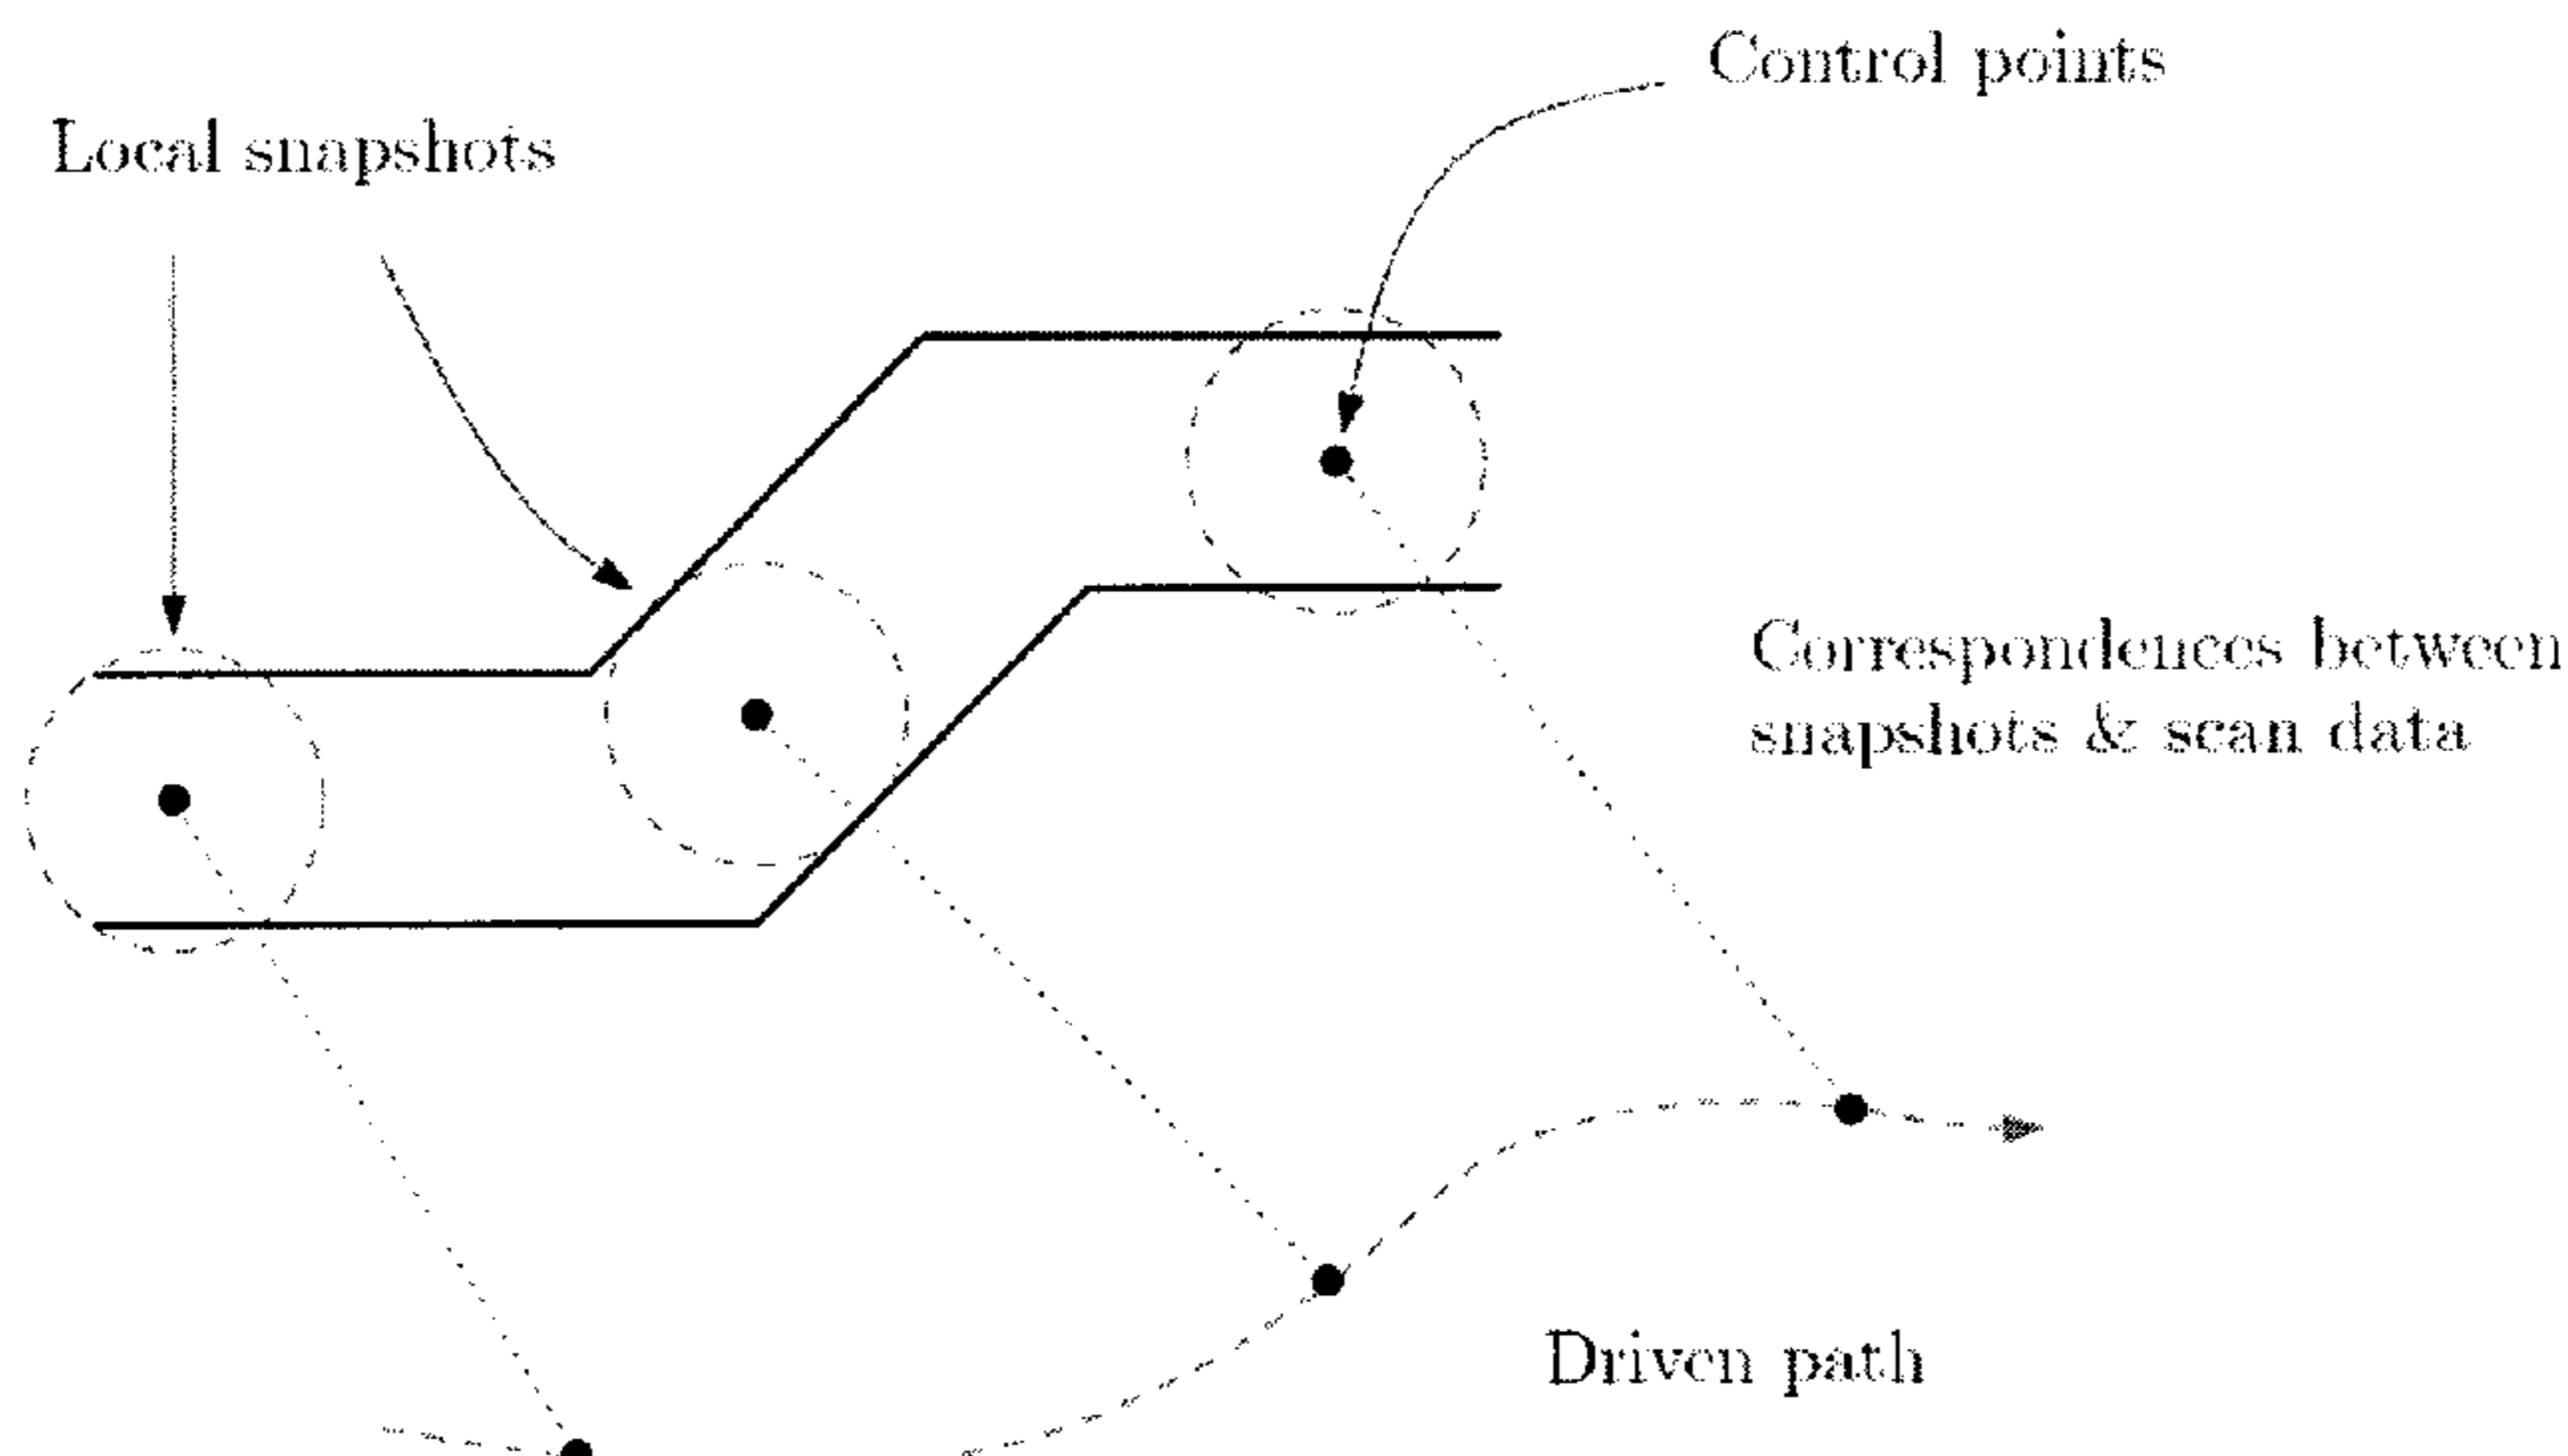 Control points
Local snapshots
Correspondences between
snapshots & scan data
Driven path